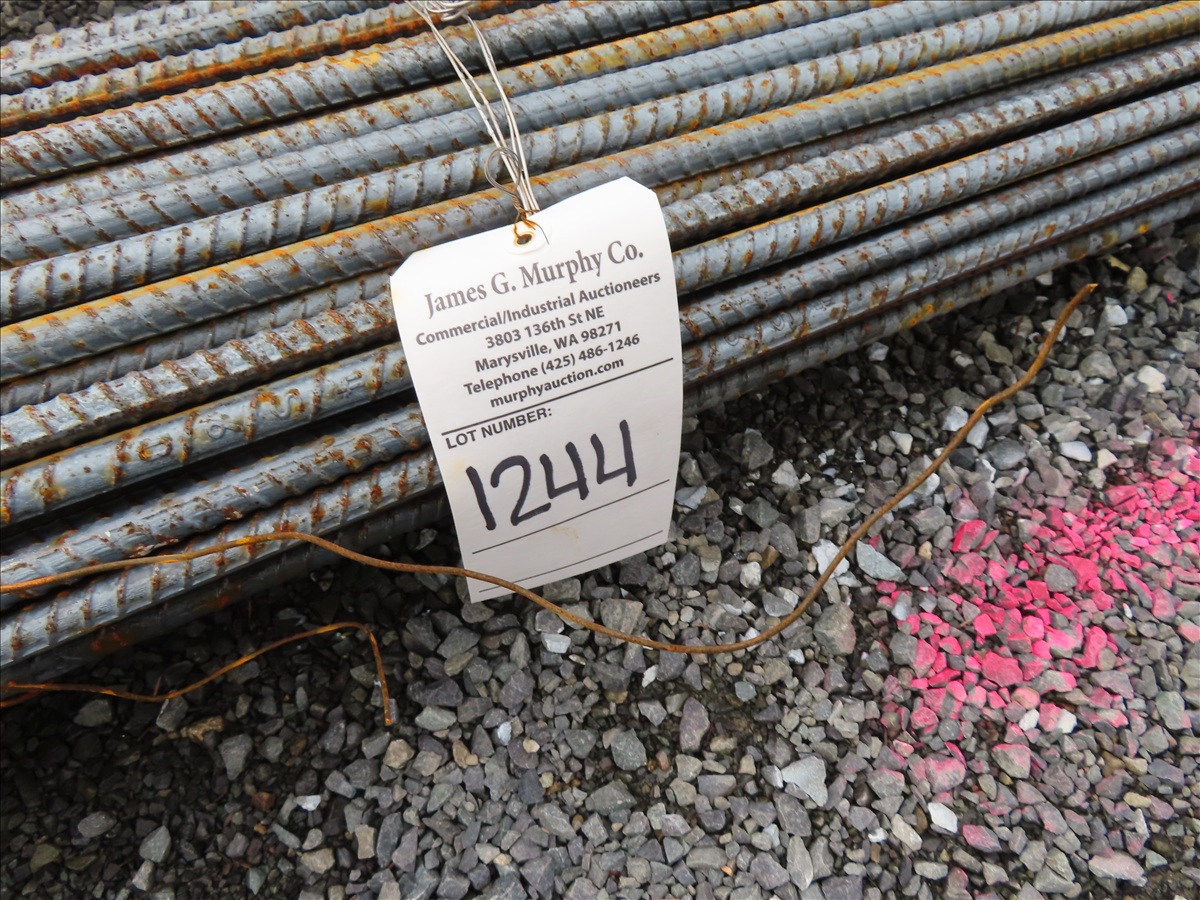 James G. Murphy Co.
Commercial/Industrial Auctioneers
3803 136th St NE
Marysville, WA 98271
Telephone (425) 486-1246
murphyauction.com
LOT NUMBER:
1244